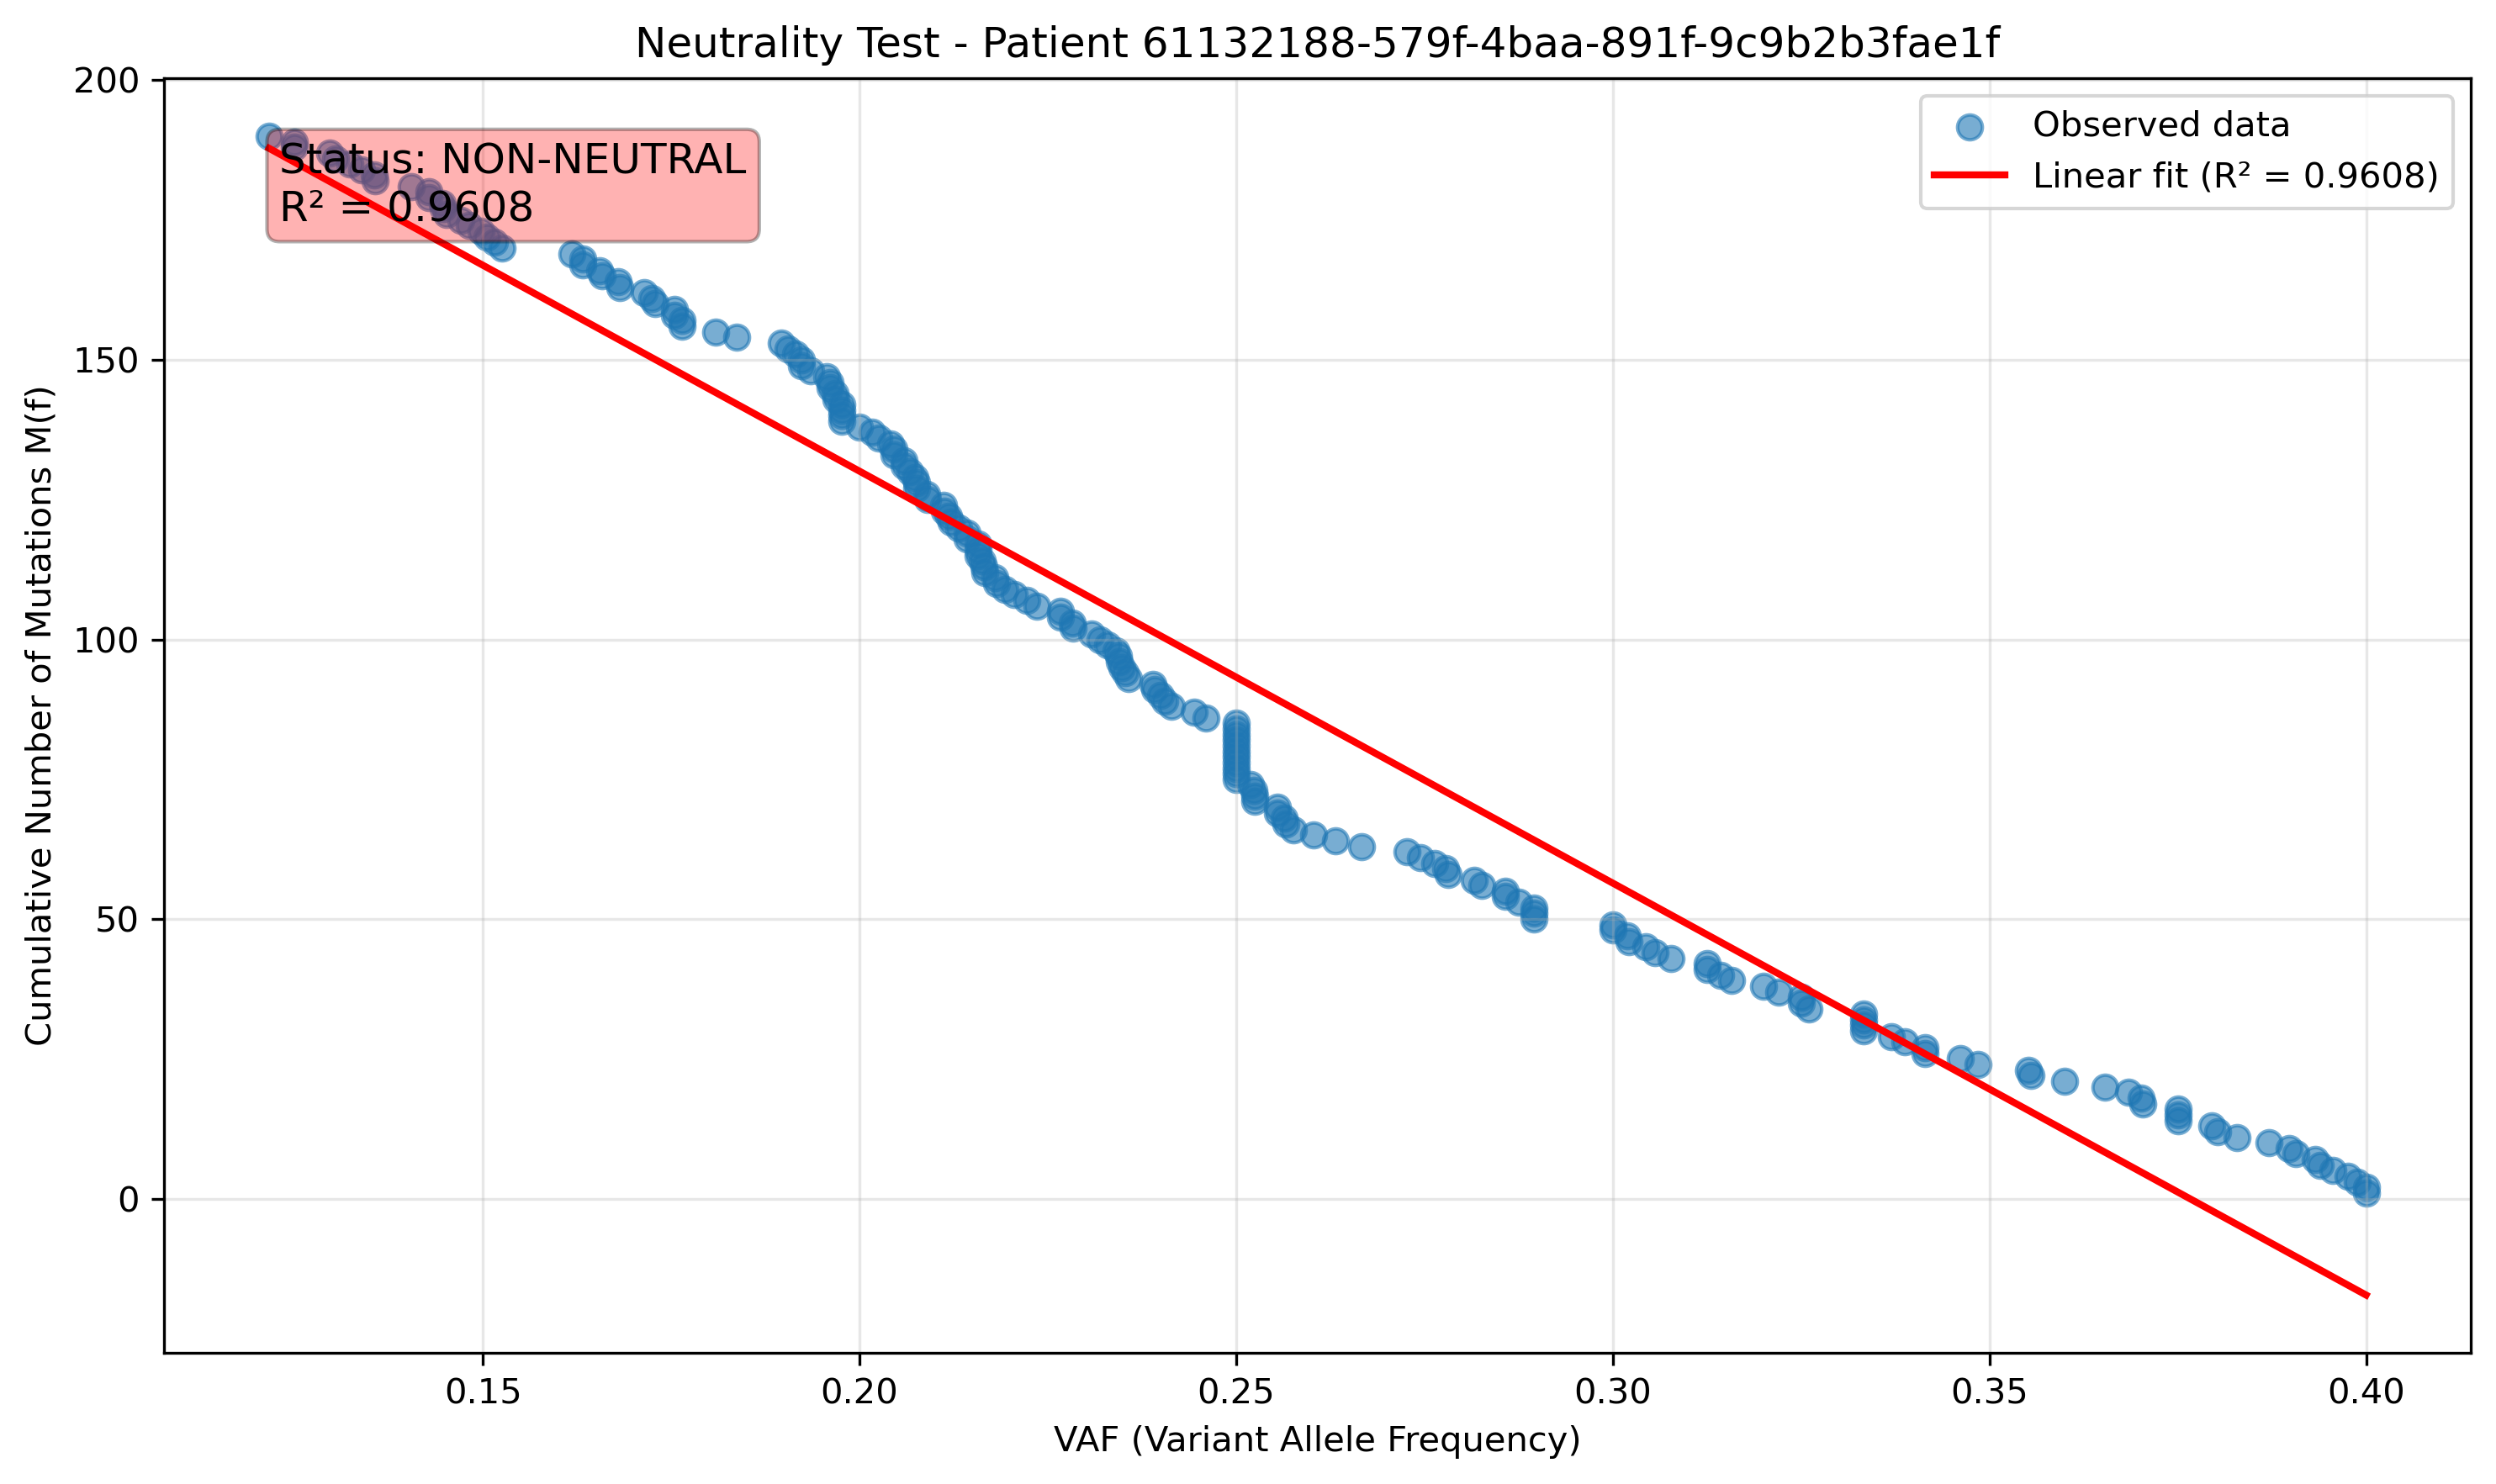 Neutrality Test - Patient 61132188-579f-4baa-891f-9c9b2b3fae1f
Cumulative Number of Mutations M(f)
200
150
100
50
0
Status: NON-NEUTRAL
R² = 0.9608
Observed data
Linear fit (R² = 0.9608)
0.15 0.20 0.25 0.30 0.35 0.40
VAF (Variant Allele Frequency)